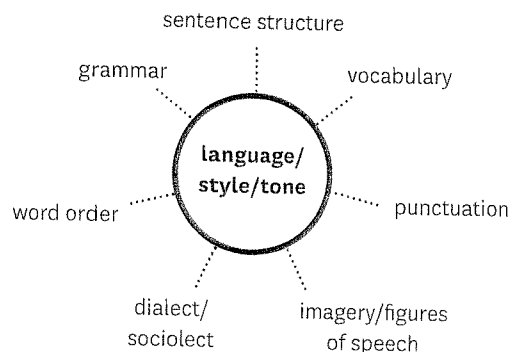 sentence structure
grammar
vocabulary
language/
style/tone
word order
punctuation
dialect/
sociolect
imagery/figures
of speech